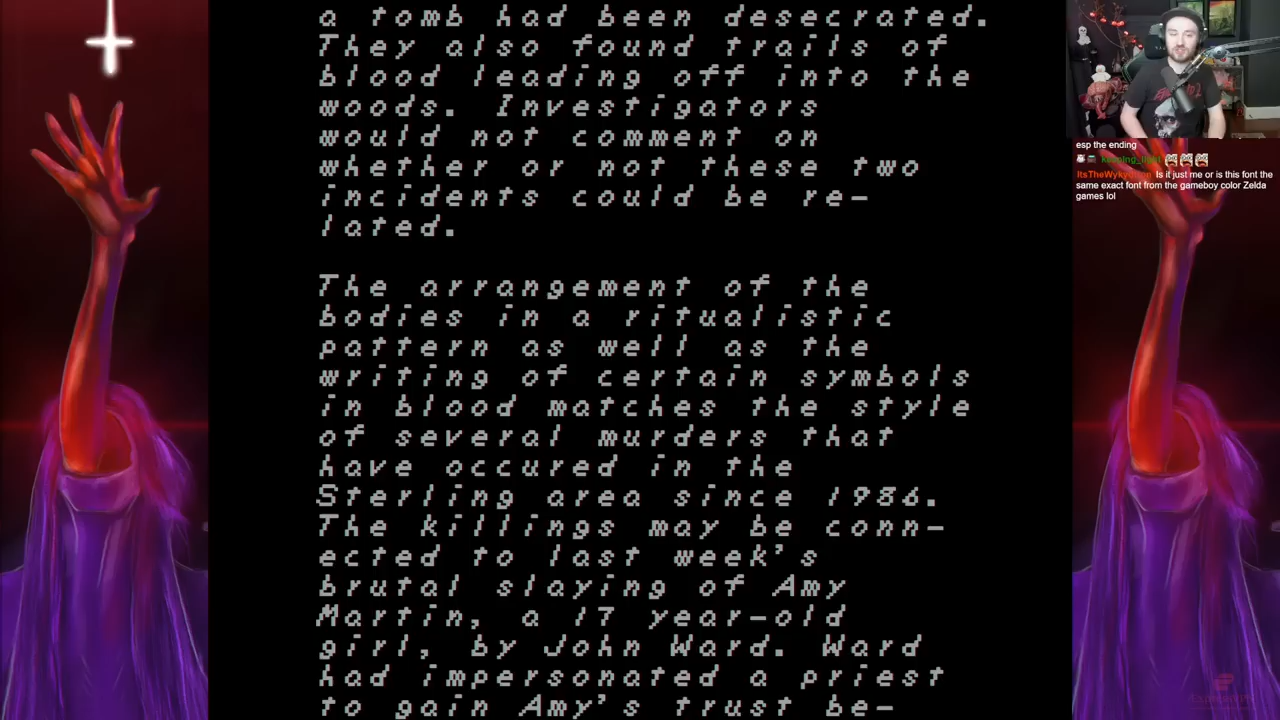 a tomb had been desecrated.
They also found trails of
blood leading off into the
woods. Investigators
would not comment on
whether or not these two
incidents could be re-
lated.
The arrangement of the
bodies in a ritualistic
pattern as well as the
writing of certain symbols
in blood matches the style
of several murders that
have occured in the
Sterling area since 1986.
The killings may be conn-
ected to last week's
brutal slaying of Amy
Martin, a 17 year-old
girl, by John Ward. Ward
had impersonated a priest
to gain Amy's trust be-
esp the ending
Is it just me or is this font the
same exact font from the gameboy color Zelda
games lol